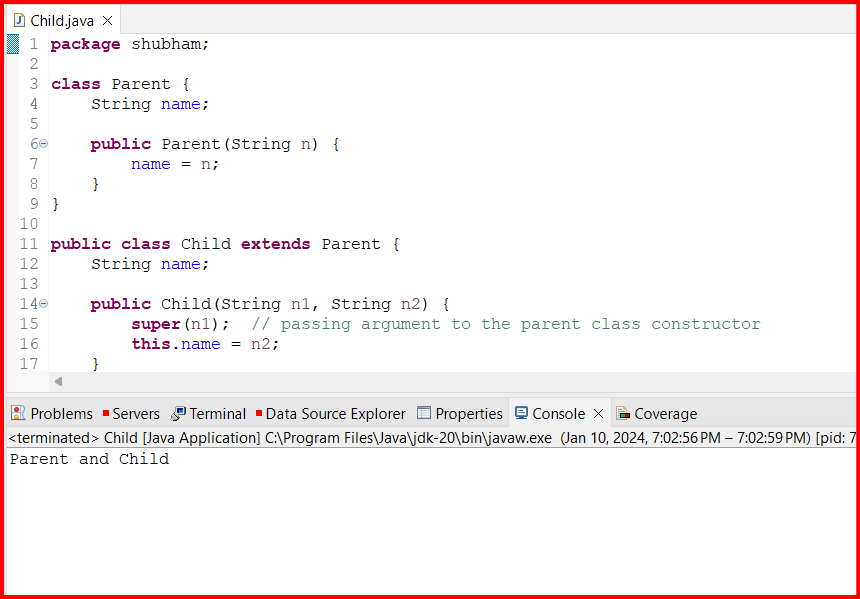 Child.java
1 package shubham;
2
3 class Parent {
4     String name;
5
6     public Parent(String n) {
7         name = n;
8     }
9 }
10
11 public class Child extends Parent {
12     String name;
13
14     public Child(String n1, String n2) {
15         super(n1);  // passing argument to the parent class constructor
16         this.name = n2;
17     }
Problems Servers Terminal Data Source Explorer Properties Console Coverage
<terminated> Child [Java Application] C:\Program Files\Java\jdk-20\bin\javaw.exe (Jan 10, 2024, 7:02:56 PM – 7:02:59 PM) [pid: 7
Parent and Child